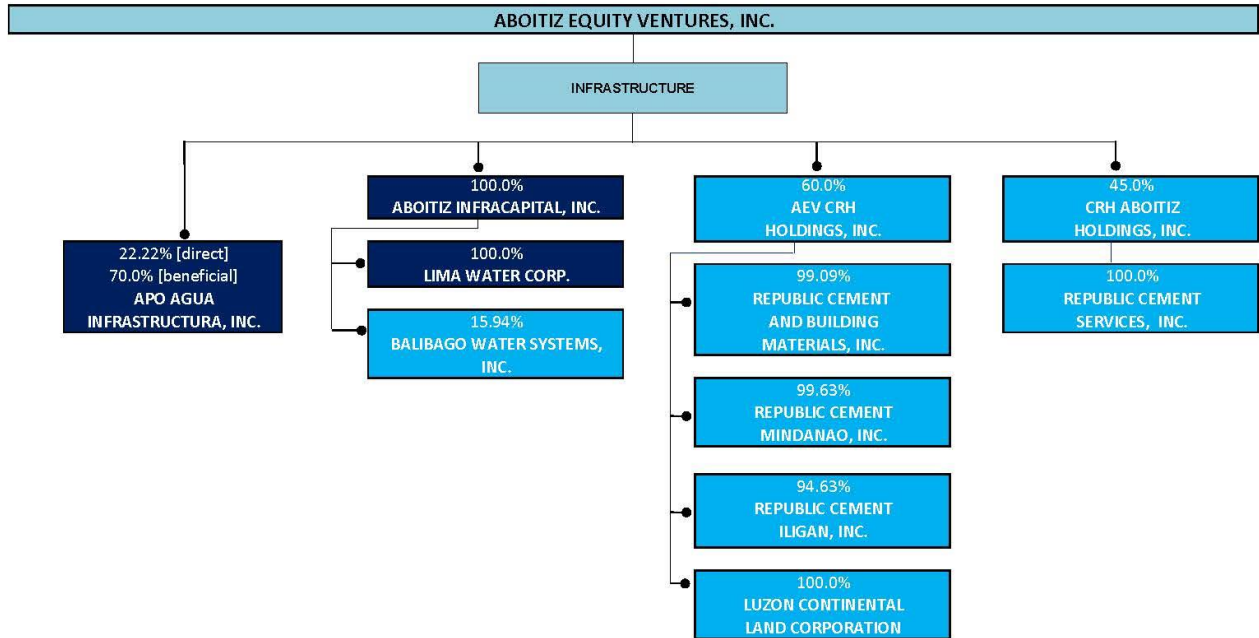 ABOITIZ EQUITY VENTURES, INC.
INFRASTRUCTURE
22.22% [direct]
70.0% [beneficial]
APO AGUA
INFRASTRUCTURA, INC.
100.0%
ABOITIZ INFRACAPITAL, INC.
100.0%
LIMA WATER CORP.
15.94%
BALIBAGO WATER SYSTEMS,
INC.
60.0%
AEV CRH
HOLDINGS, INC.
99.09%
REPUBLIC CEMENT
AND BUILDING
MATERIALS, INC.
99.63%
REPUBLIC CEMENT
MINDANAO, INC.
94.63%
REPUBLIC CEMENT
ILIGAN, INC.
100.0%
LUZON CONTINENTAL
LAND CORPORATION
45.0%
CRH ABOITIZ
HOLDINGS, INC.
100.0%
REPUBLIC CEMENT
SERVICES, INC.